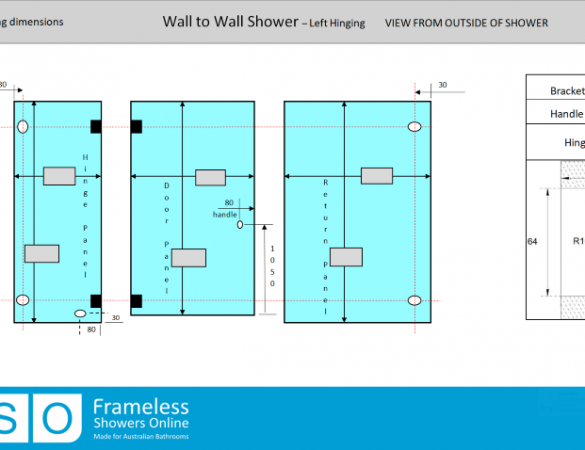 ng dimensions
Wall to Wall Shower – Left Hinging
VIEW FROM OUTSIDE OF SHOWER
30
30
Bracket
Handle
Hing
Hinge Panel
Door Panel
Return Panel
80
handle
1050
64
R1
30
80
SO
Frameless
Showers Online
Made for Australian Bathrooms